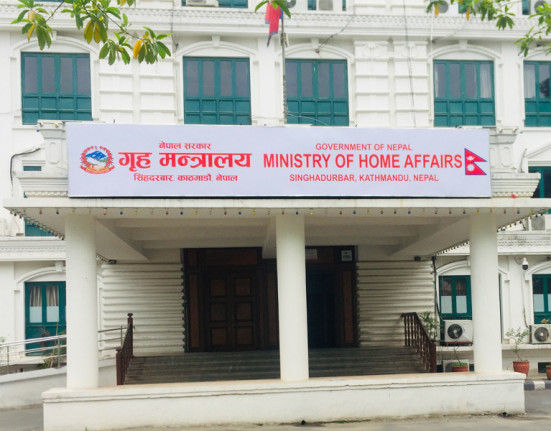 नेपाल सरकार
गृह मन्त्रालय
सिंहदरबार, काठमाडौं, नेपाल
GOVERNMENT OF NEPAL
MINISTRY OF HOME AFFAIRS
SINGHADURBAR, KATHMANDU, NEPAL